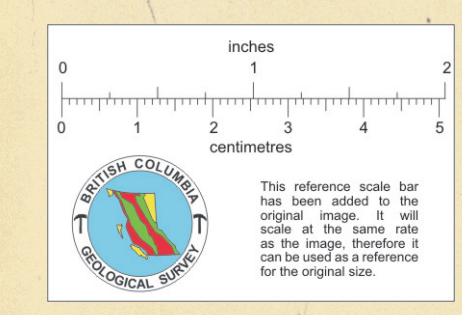 inches
0 1 2
0 1 2 3 4 5
centimetres
BRITISH COLUMBIA
GEOLOGICAL SURVEY
This reference scale bar
has been added to the
original image. It will
scale at the same rate
as the image, therefore it
can be used as a reference
for the original size.